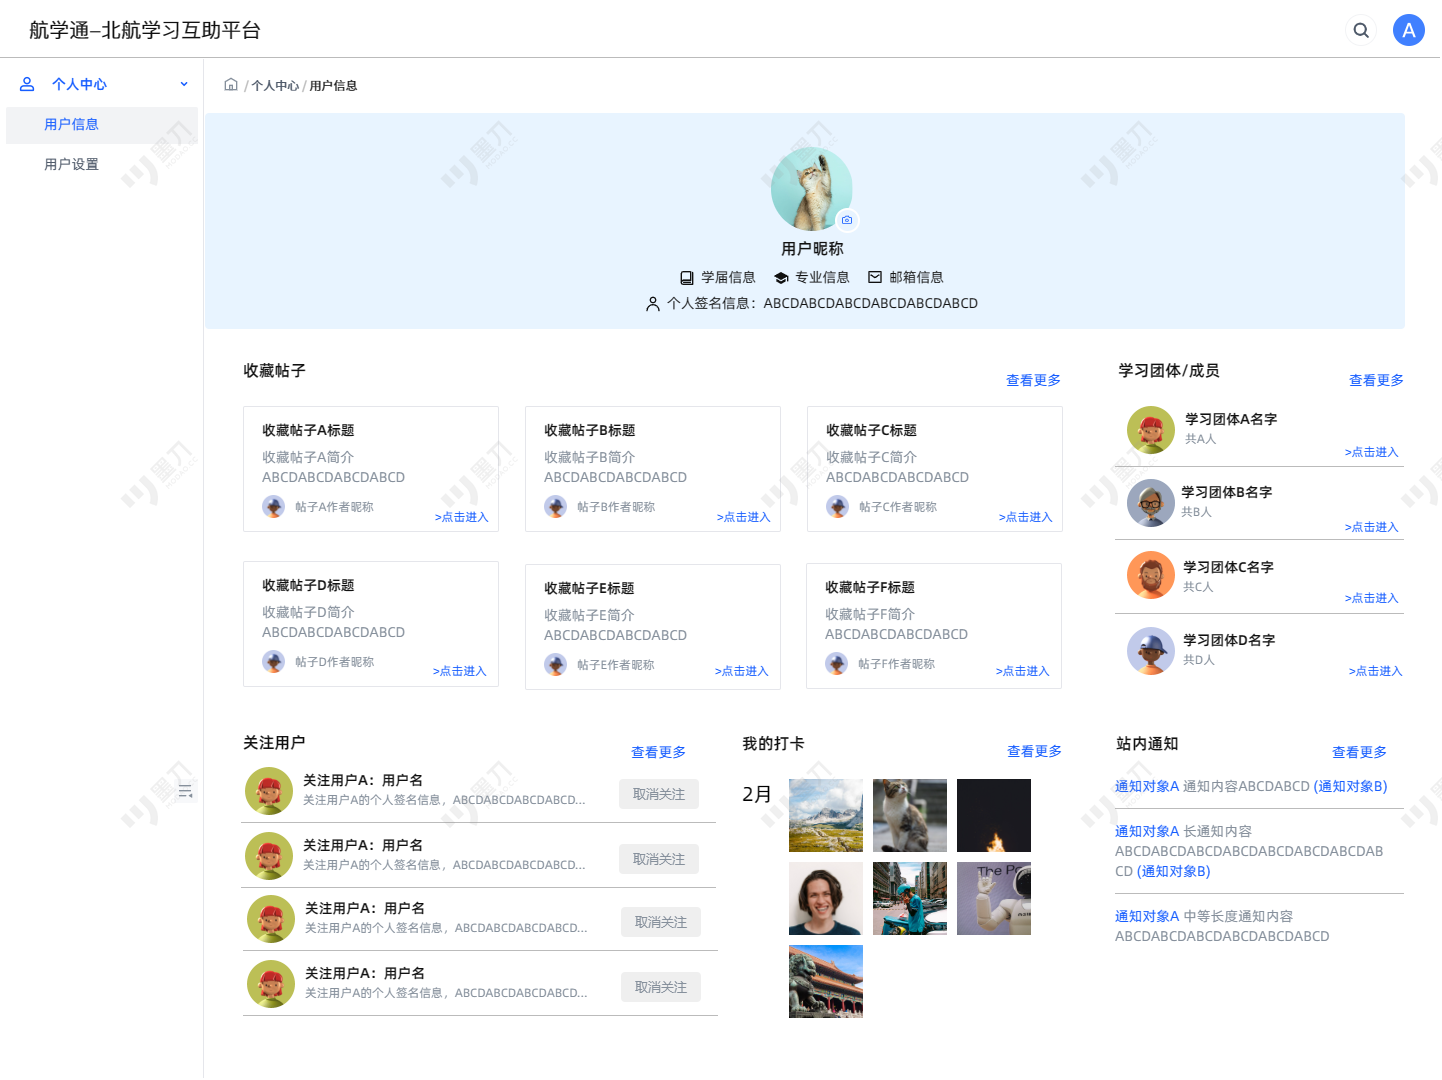 航学通–北航学习互助平台
A
个人中心
用户信息
用户设置
/ 个人中心 / 用户信息
用户昵称
学届信息 专业信息 邮箱信息
个人签名信息：ABCDABCDABCDABCDABCDABCD
收藏帖子
查看更多
收藏帖子A标题
收藏帖子A简介
ABCDABCDABCDABCD
帖子A作者昵称
>点击进入
收藏帖子B标题
收藏帖子B简介
ABCDABCDABCDABCD
帖子B作者昵称
>点击进入
收藏帖子C标题
收藏帖子C简介
ABCDABCDABCDABCD
帖子C作者昵称
>点击进入
收藏帖子D标题
收藏帖子D简介
ABCDABCDABCDABCD
帖子D作者昵称
>点击进入
收藏帖子E标题
收藏帖子E简介
ABCDABCDABCDABCD
帖子E作者昵称
>点击进入
收藏帖子F标题
收藏帖子F简介
ABCDABCDABCDABCD
帖子F作者昵称
>点击进入
学习团体/成员
查看更多
学习团体A名字
共A人
>点击进入
学习团体B名字
共B人
>点击进入
学习团体C名字
共C人
>点击进入
学习团体D名字
共D人
>点击进入
关注用户
查看更多
关注用户A：用户名
关注用户A的个人签名信息，ABCDABCDABCDABCD...
取消关注
关注用户A：用户名
关注用户A的个人签名信息，ABCDABCDABCDABCD...
取消关注
关注用户A：用户名
关注用户A的个人签名信息，ABCDABCDABCDABCD...
取消关注
关注用户A：用户名
关注用户A的个人签名信息，ABCDABCDABCDABCD...
取消关注
我的打卡
查看更多
2月
站内通知
查看更多
通知对象A 通知内容ABCDABCD (通知对象B)
通知对象A 长通知内容
ABCDABCDABCDABCDABCDABCDABCDAB
CD (通知对象B)
通知对象A 中等长度通知内容
ABCDABCDABCDABCDABCDABCD
墨刀
MODAO.CC